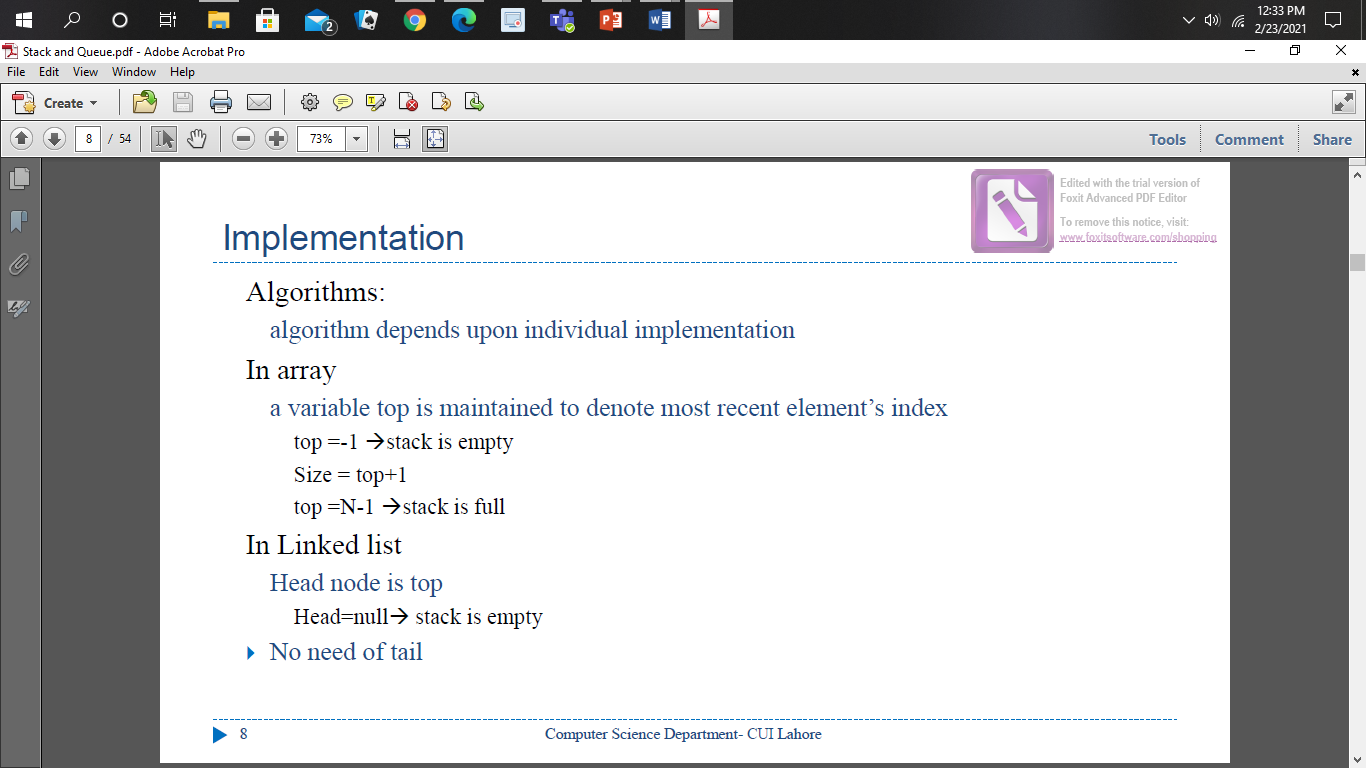 12:33 PM
2
2/23/2021
Stack and Queue.pdf - Adobe Acrobat Pro
File Edit View Window Help
Create
8 / 54 73% Tools Comment Share
Edited with the trial version of
Foxit Advanced PDF Editor
To remove this notice, visit:
www.foxitsoftware.com/shopping
Implementation
Algorithms:
algorithm depends upon individual implementation
In array
a variable top is maintained to denote most recent element’s index
top =-1 →stack is empty
Size = top+1
top =N-1 →stack is full
In Linked list
Head node is top
Head=null→ stack is empty
No need of tail
8 Computer Science Department- CUI Lahore